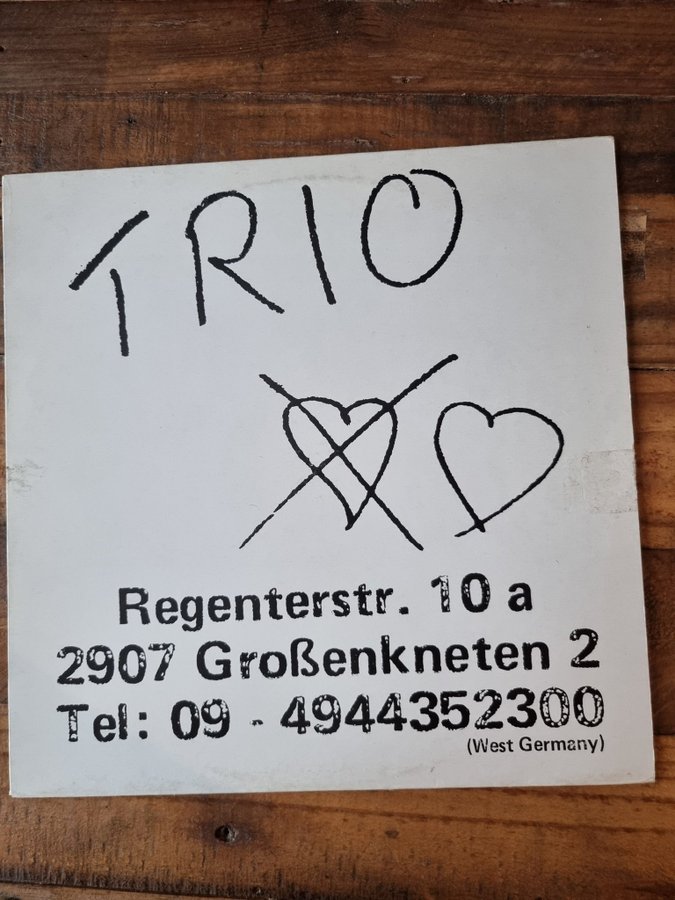 TRIO
Regenterstr. 10 a
2907 Großenkneten 2
Tel: 09 - 4944352300
(West Germany)